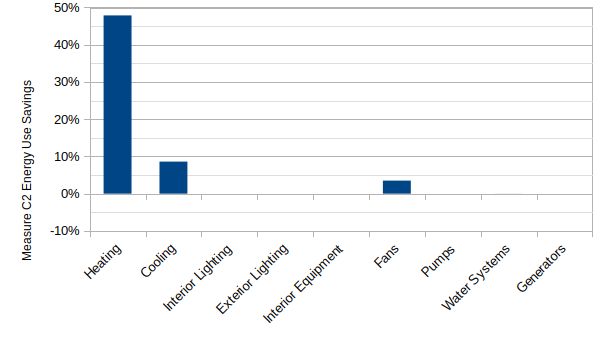 Measure C2 Energy Use Savings
50%
40%
30%
20%
10%
0%
-10%
Heating
Cooling
Interior Lighting
Exterior Lighting
Interior Equipment
Fans
Pumps
Water Systems
Generators